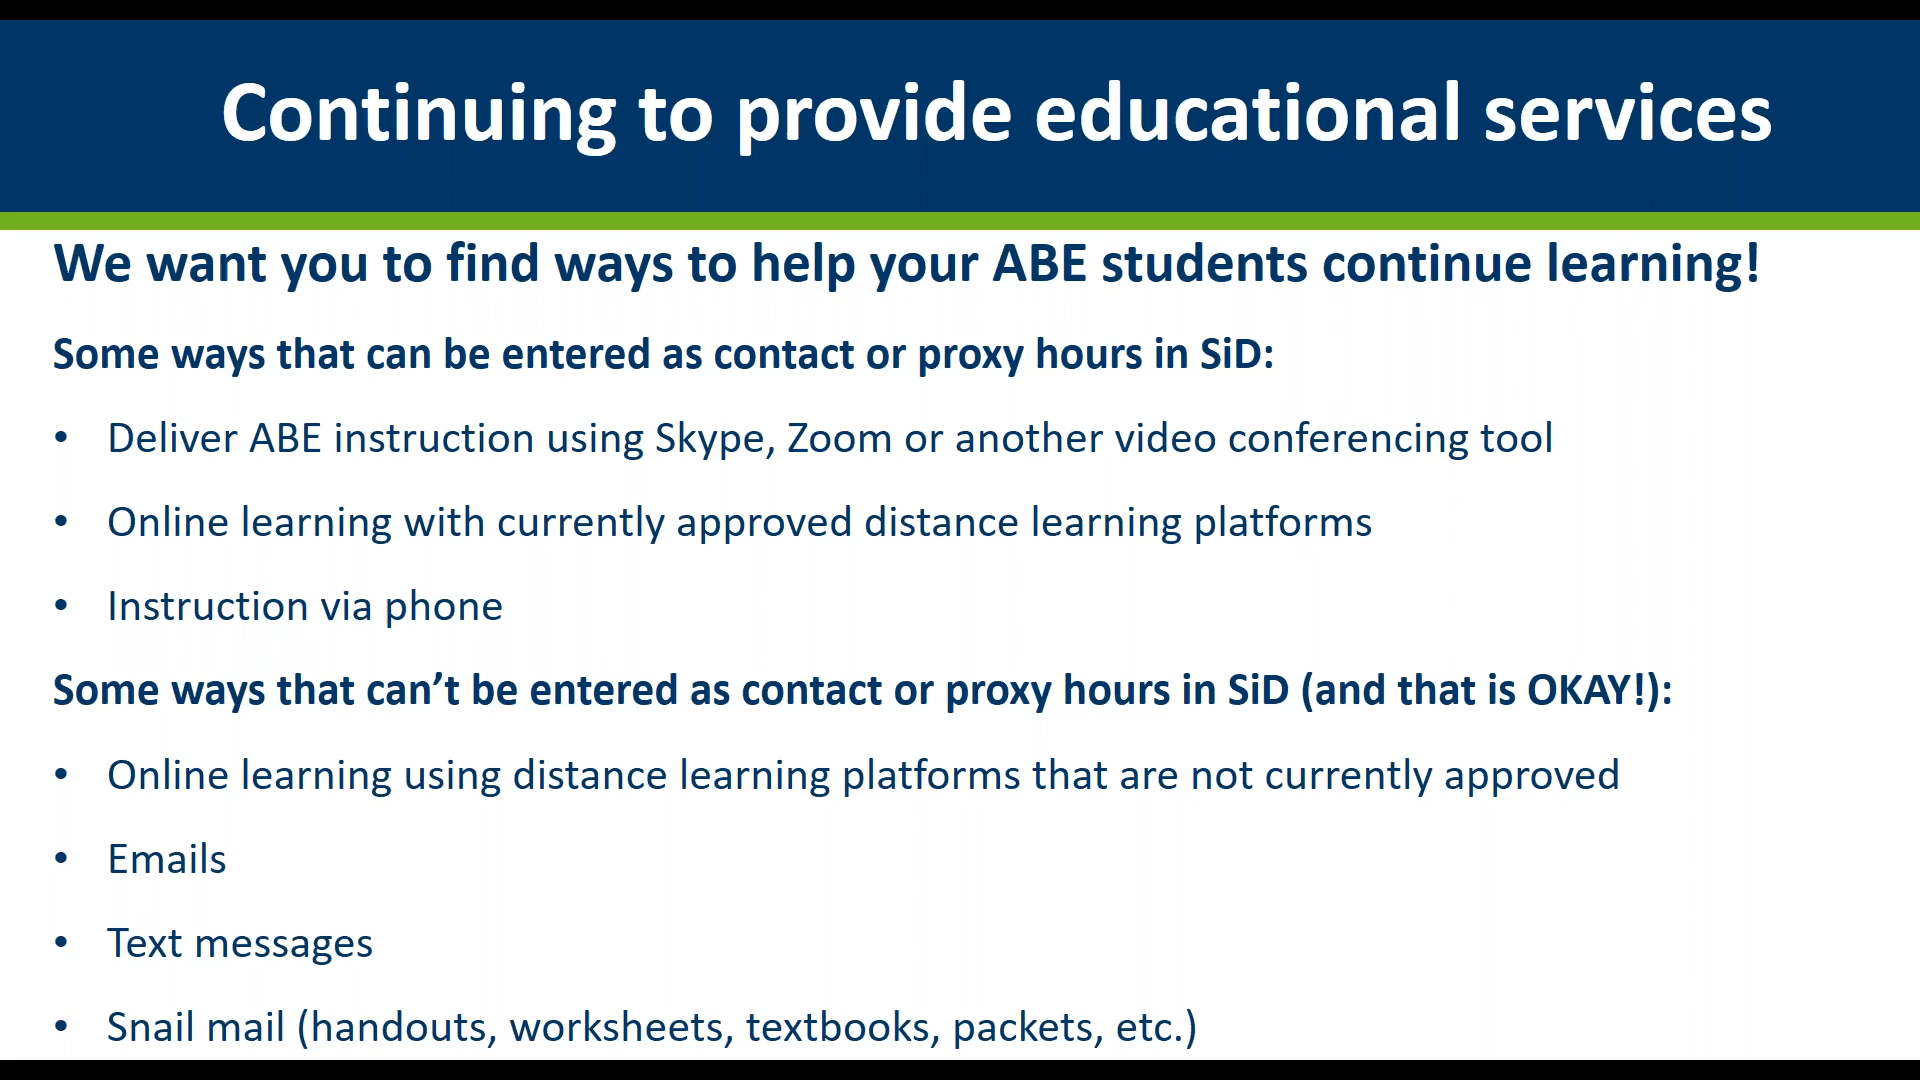 Continuing to provide educational services
We want you to find ways to help your ABE students continue learning!
Some ways that can be entered as contact or proxy hours in SiD:
• Deliver ABE instruction using Skype, Zoom or another video conferencing tool
• Online learning with currently approved distance learning platforms
• Instruction via phone
Some ways that can’t be entered as contact or proxy hours in SiD (and that is OKAY!):
• Online learning using distance learning platforms that are not currently approved
• Emails
• Text messages
• Snail mail (handouts, worksheets, textbooks, packets, etc.)